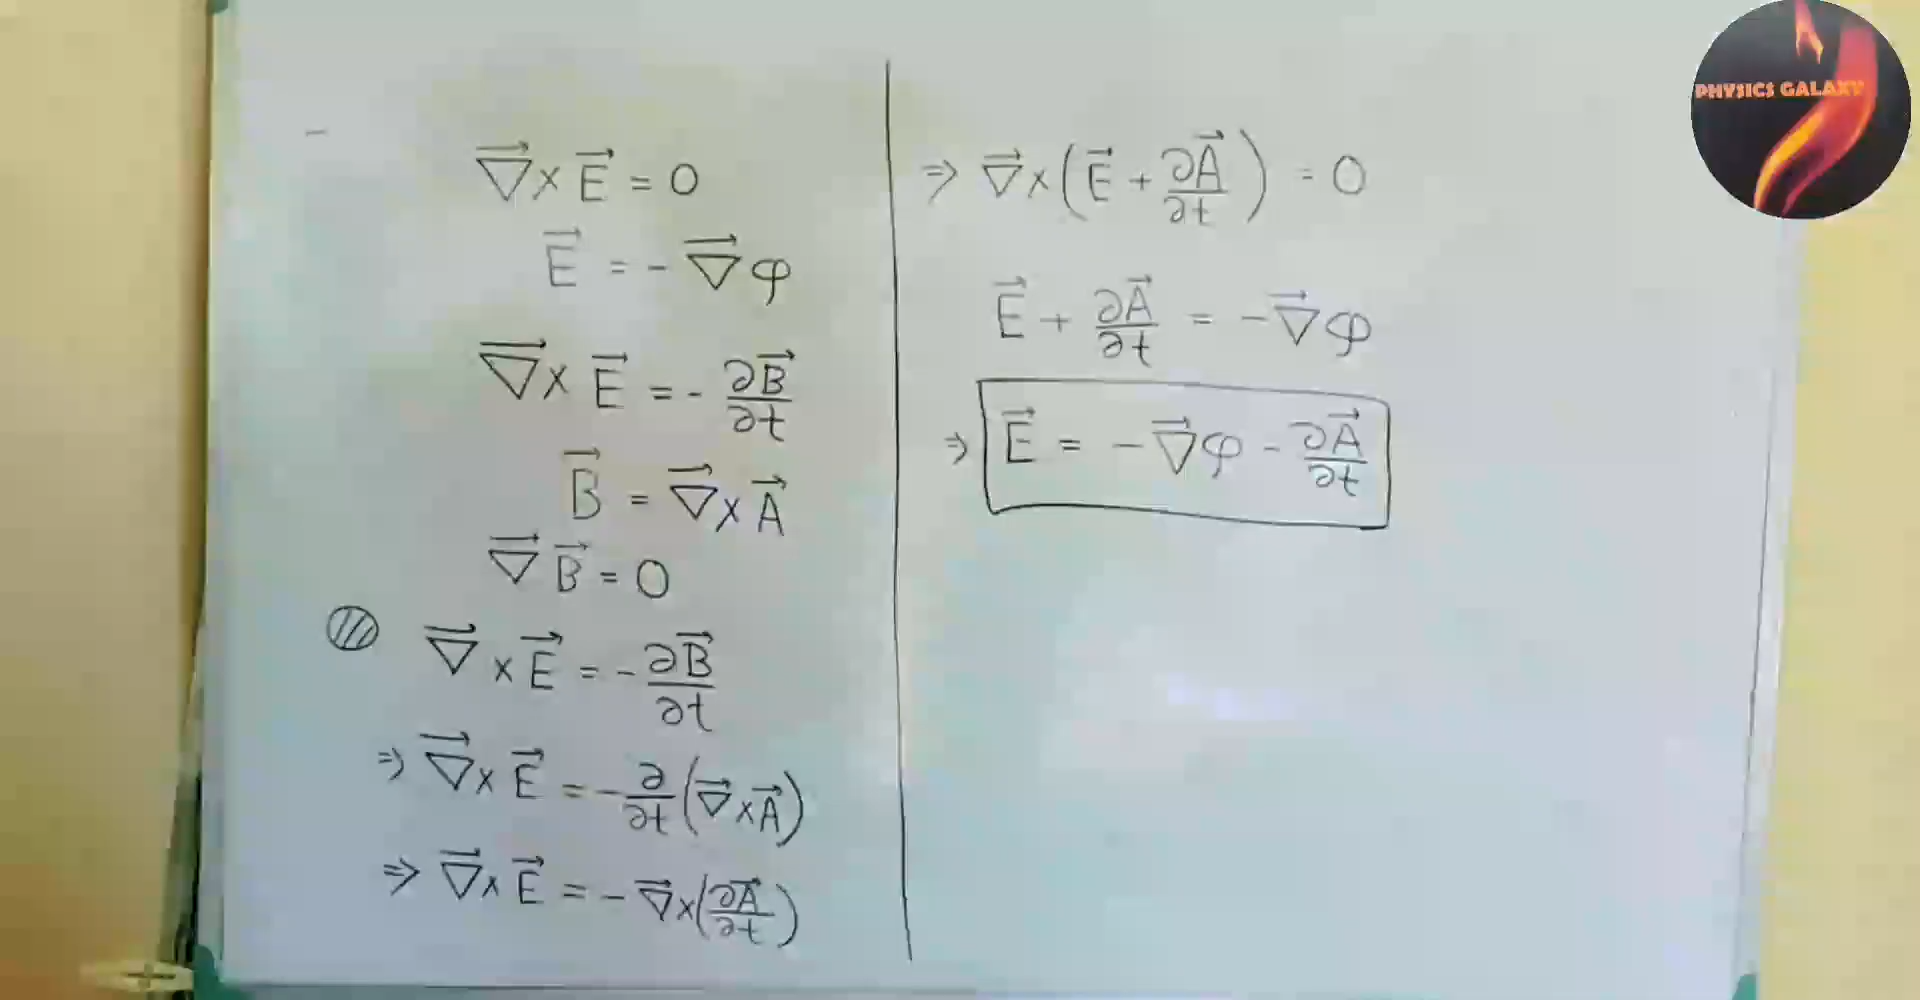 ∇⃗ × E⃗ = 0
E⃗ = - ∇⃗ φ
∇⃗ × E⃗ = - ∂B⃗/∂t
B⃗ = ∇⃗ × A⃗
∇⃗ B⃗ = 0
∇⃗ × E⃗ = - ∂B⃗/∂t
⇒ ∇⃗ × E⃗ = - ∂/∂t (∇⃗ × A⃗)
⇒ ∇⃗ × E⃗ = - ∇⃗ × (∂A⃗/∂t)
⇒ ∇⃗ × (E⃗ + ∂A⃗/∂t) = 0
E⃗ + ∂A⃗/∂t = - ∇⃗ φ
⇒ E⃗ = - ∇⃗ φ - ∂A⃗/∂t
PHYSICS GALAXY